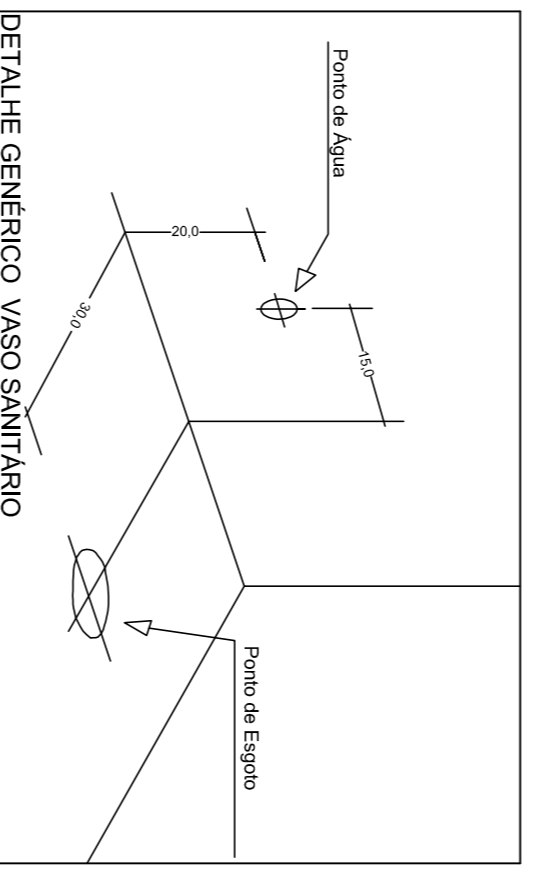 Ponto de Água
20,0
15,0
30,0
Ponto de Esgoto
DETALHE GENÉRICO VASO SANITÁRIO